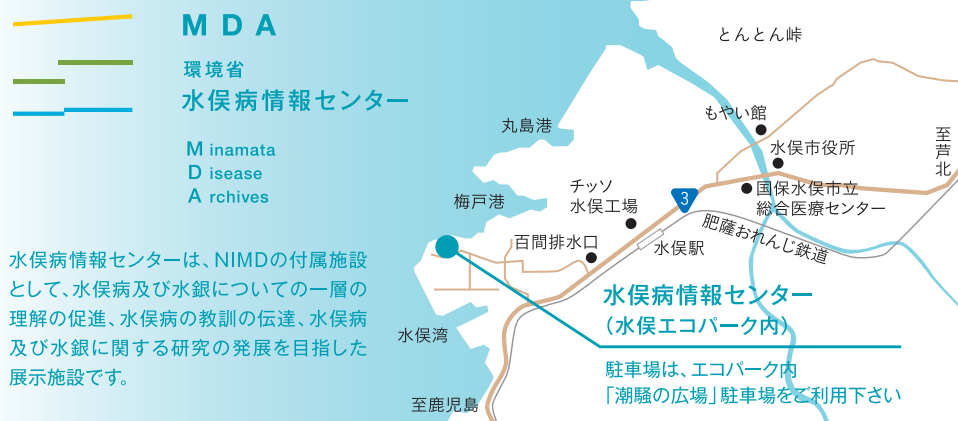 MDA
環境省
水俣病情報センター
Minamata
Disease
Archives
水俣病情報センターは、NIMDの付属施設
として、水俣病及び水銀についての一層の
理解の促進、水俣病の教訓の伝達、水俣病
及び水銀に関する研究の発展を目指した
展示施設です。
とんとん峠
もやい館
丸島港
水俣市役所
至芦北
チッソ
水俣工場
国保水俣市立
総合医療センター
梅戸港
3
肥薩おれんじ鉄道
百間排水口
水俣駅
水俣病情報センター
（水俣エコパーク内）
水俣湾
駐車場は、エコパーク内
「潮騒の広場」駐車場をご利用下さい
至鹿児島